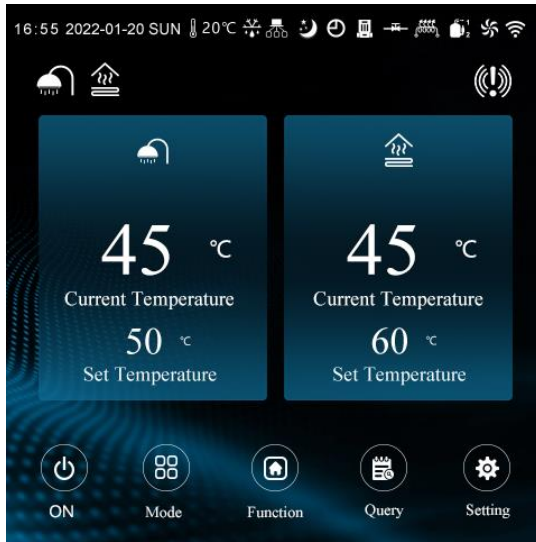 16:55 2022-01-20 SUN 20℃
45 ℃ 45 ℃
Current Temperature Current Temperature
50 ℃ 60 ℃
Set Temperature Set Temperature
ON Mode Function Query Setting